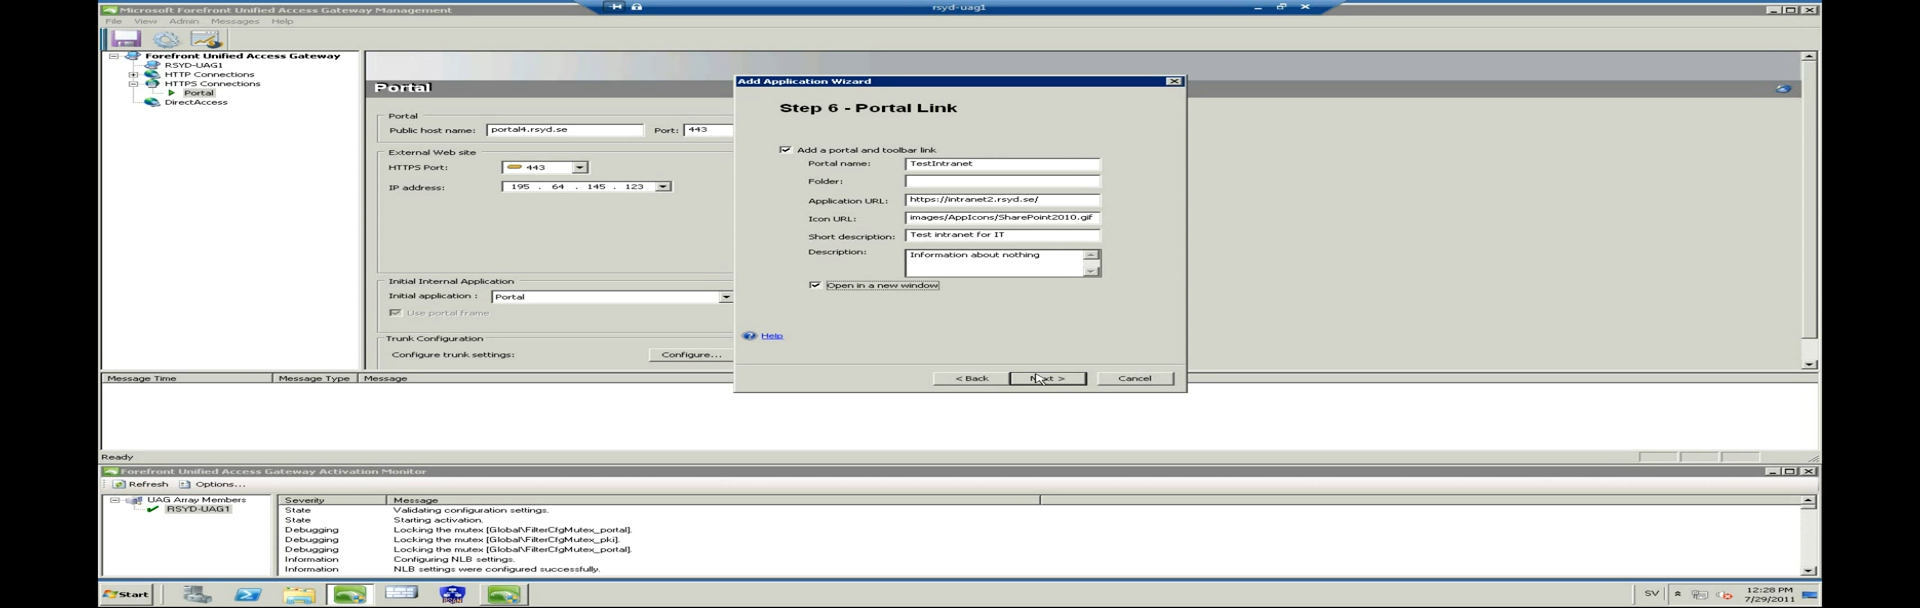 rsyd-uag1
Microsoft Forefront Unified Access Gateway Management
File View Admin Messages Help
Forefront Unified Access Gateway
RSYD-UAG1
HTTP Connections
HTTPS Connections
Portal
DirectAccess
Portal
Portal
Public host name: portal4.rsyd.se Port: 443
External Web site
HTTPS Port: 443
IP address: 195 . 64 . 145 . 123
Initial Internal Application
Initial application : Portal
Use portal frame
Trunk Configuration
Configure trunk settings: Configure...
Add Application Wizard
Step 6 - Portal Link
Add a portal and toolbar link
Portal name: TestIntranet
Folder:
Application URL: https://intranet2.rsyd.se/
Icon URL: images/AppIcons/SharePoint2010.gif
Short description: Test intranet for IT
Description: Information about nothing
Open in a new window
Help
< Back Next > Cancel
Message Time Message Type Message
Ready
Forefront Unified Access Gateway Activation Monitor
Refresh Options...
UAG Array Members
RSYD-UAG1
Severity Message
State Validating configuration settings.
State Starting activation.
Debugging Locking the mutex [Global\FilterCfgMutex_portal].
Debugging Locking the mutex [Global\FilterCfgMutex_pki].
Debugging Locking the mutex [Global\FilterCfgMutex_portal].
Information Configuring NLB settings.
Information NLB settings were configured successfully.
Start
SV 12:28 PM
7/29/2011